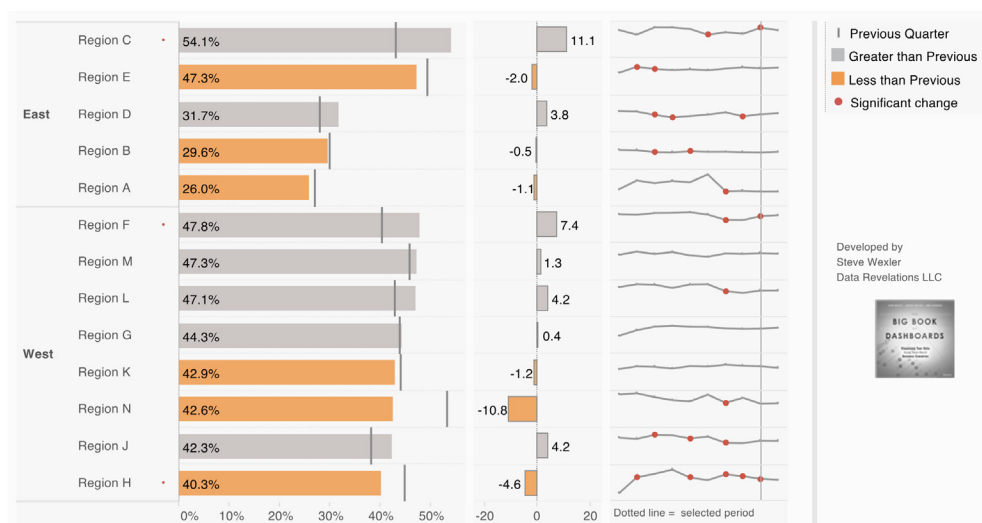 East
Region C 54.1% 11.1
Region E 47.3% -2.0
Region D 31.7% 3.8
Region B 29.6% -0.5
Region A 26.0% -1.1
West
Region F 47.8% 7.4
Region M 47.3% 1.3
Region L 47.1% 4.2
Region G 44.3% 0.4
Region K 42.9% -1.2
Region N 42.6% -10.8
Region J 42.3% 4.2
Region H 40.3% -4.6
0% 10% 20% 30% 40% 50% -20 0 20
Dotted line = selected period
Previous Quarter
Greater than Previous
Less than Previous
Significant change
Developed by
Steve Wexler
Data Revelations LLC
BIG BOOK
DASHBOARDS